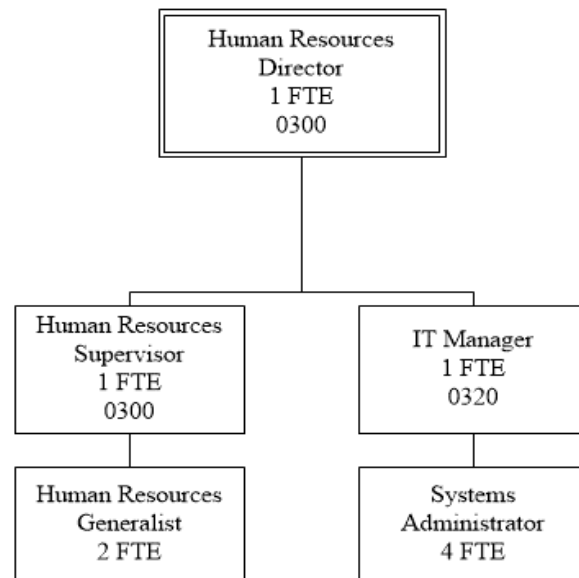 Human Resources
Director
1 FTE
0300
Human Resources
Supervisor
1 FTE
0300
IT Manager
1 FTE
0320
Human Resources
Generalist
2 FTE
Systems
Administrator
4 FTE